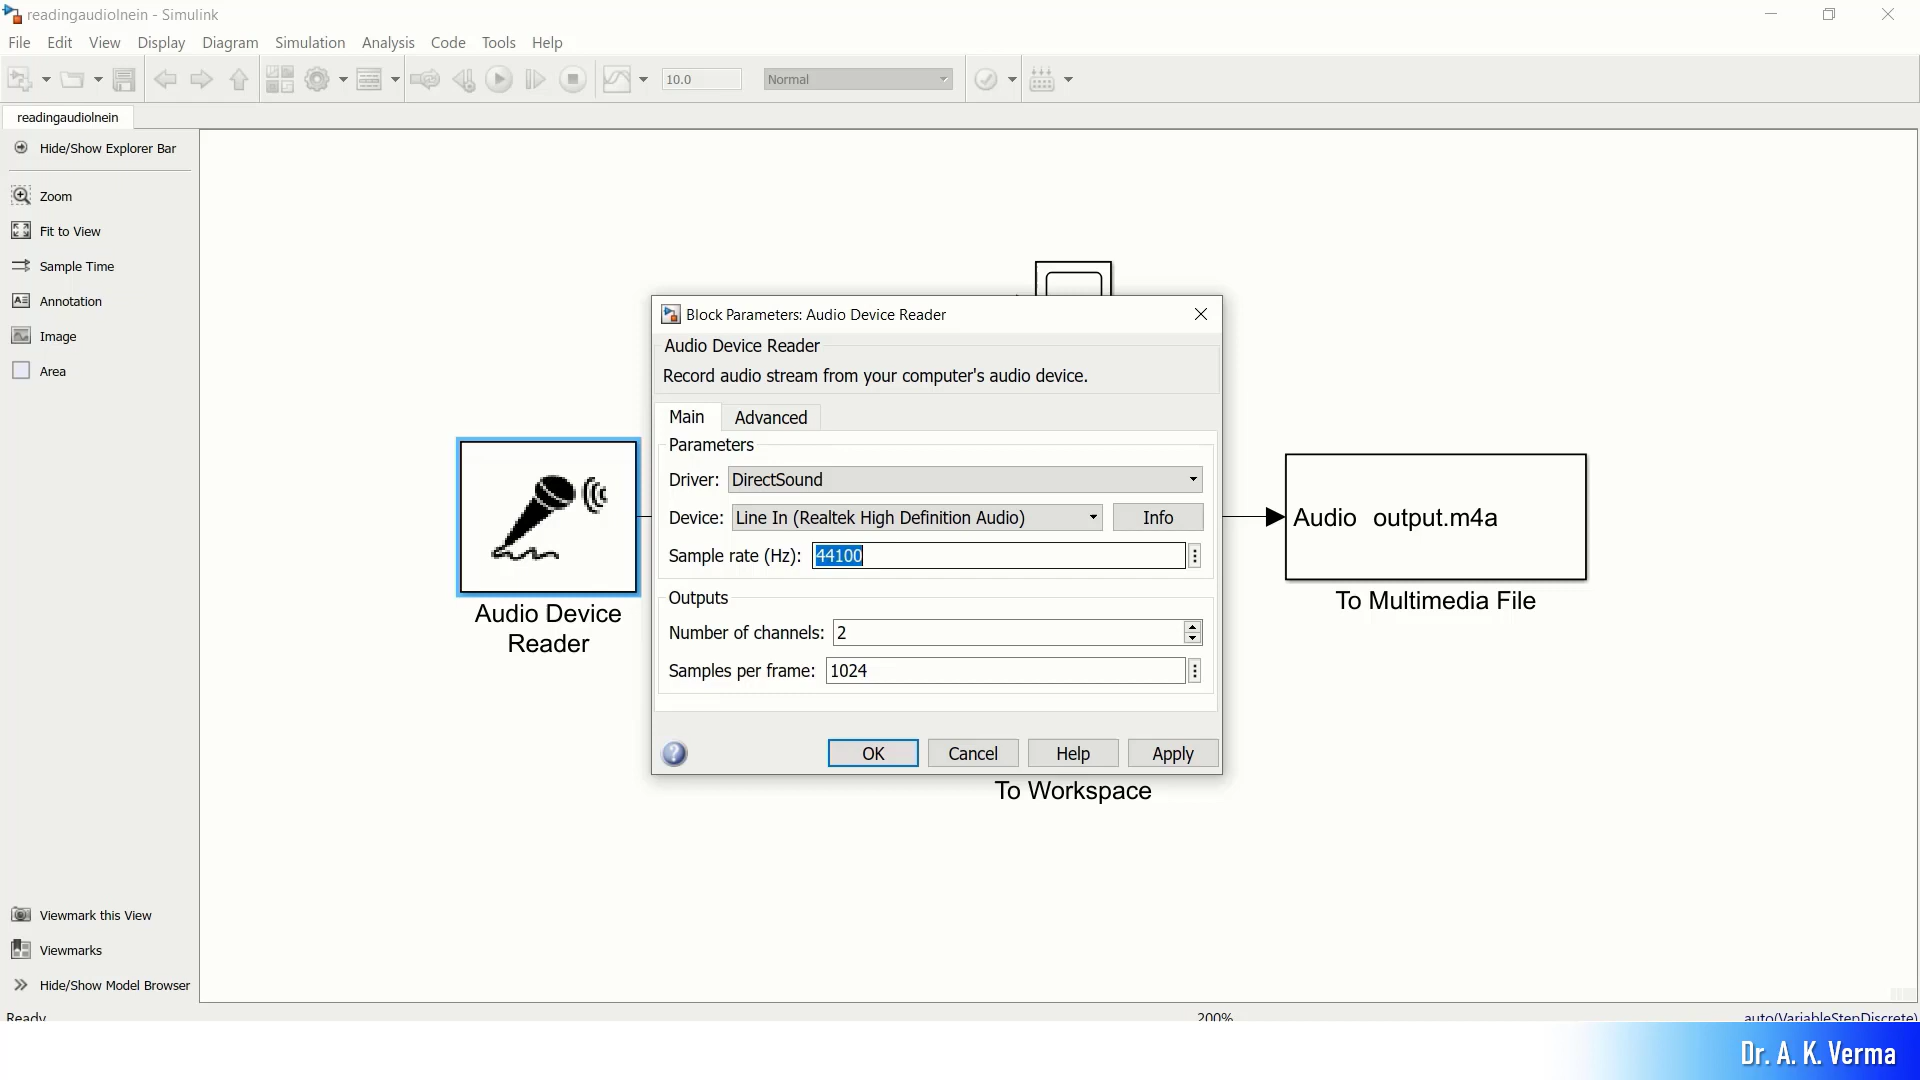 readingaudiolnein - Simulink
File Edit View Display Diagram Simulation Analysis Code Tools Help
10.0 Normal
readingaudiolnein
Hide/Show Explorer Bar
Zoom
Fit to View
Sample Time
Annotation
Image
Area
Viewmark this View
Viewmarks
Hide/Show Model Browser
Audio Device
Reader
Block Parameters: Audio Device Reader
Audio Device Reader
Record audio stream from your computer's audio device.
Main Advanced
Parameters
Driver: DirectSound
Device: Line In (Realtek High Definition Audio) Info
Sample rate (Hz): 44100
Outputs
Number of channels: 2
Samples per frame: 1024
OK Cancel Help Apply
To Workspace
Audio output.m4a
To Multimedia File
Ready 200% auto(VariableStepDiscrete)
Dr. A. K. Verma